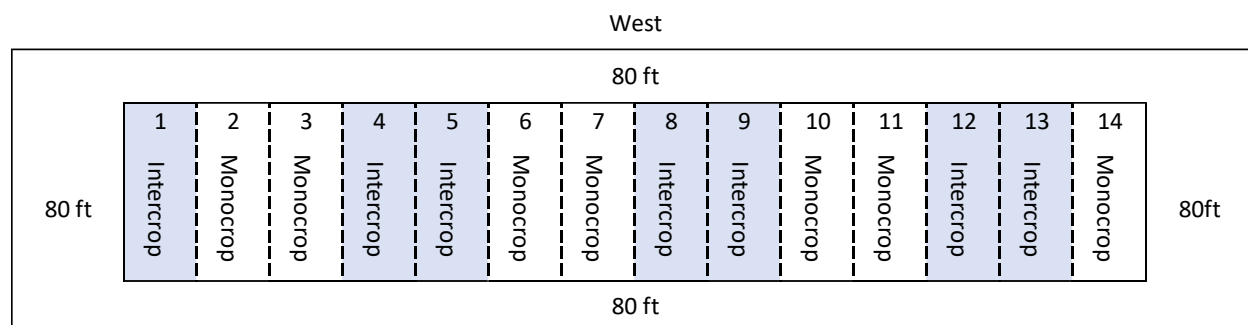 West
80 ft
1 2 3 4 5 6 7 8 9 10 11 12 13 14
Intercrop Monocrop Monocrop Intercrop Intercrop Monocrop Monocrop Intercrop Intercrop Monocrop Monocrop Intercrop Intercrop Monocrop
80 ft
80ft
80 ft